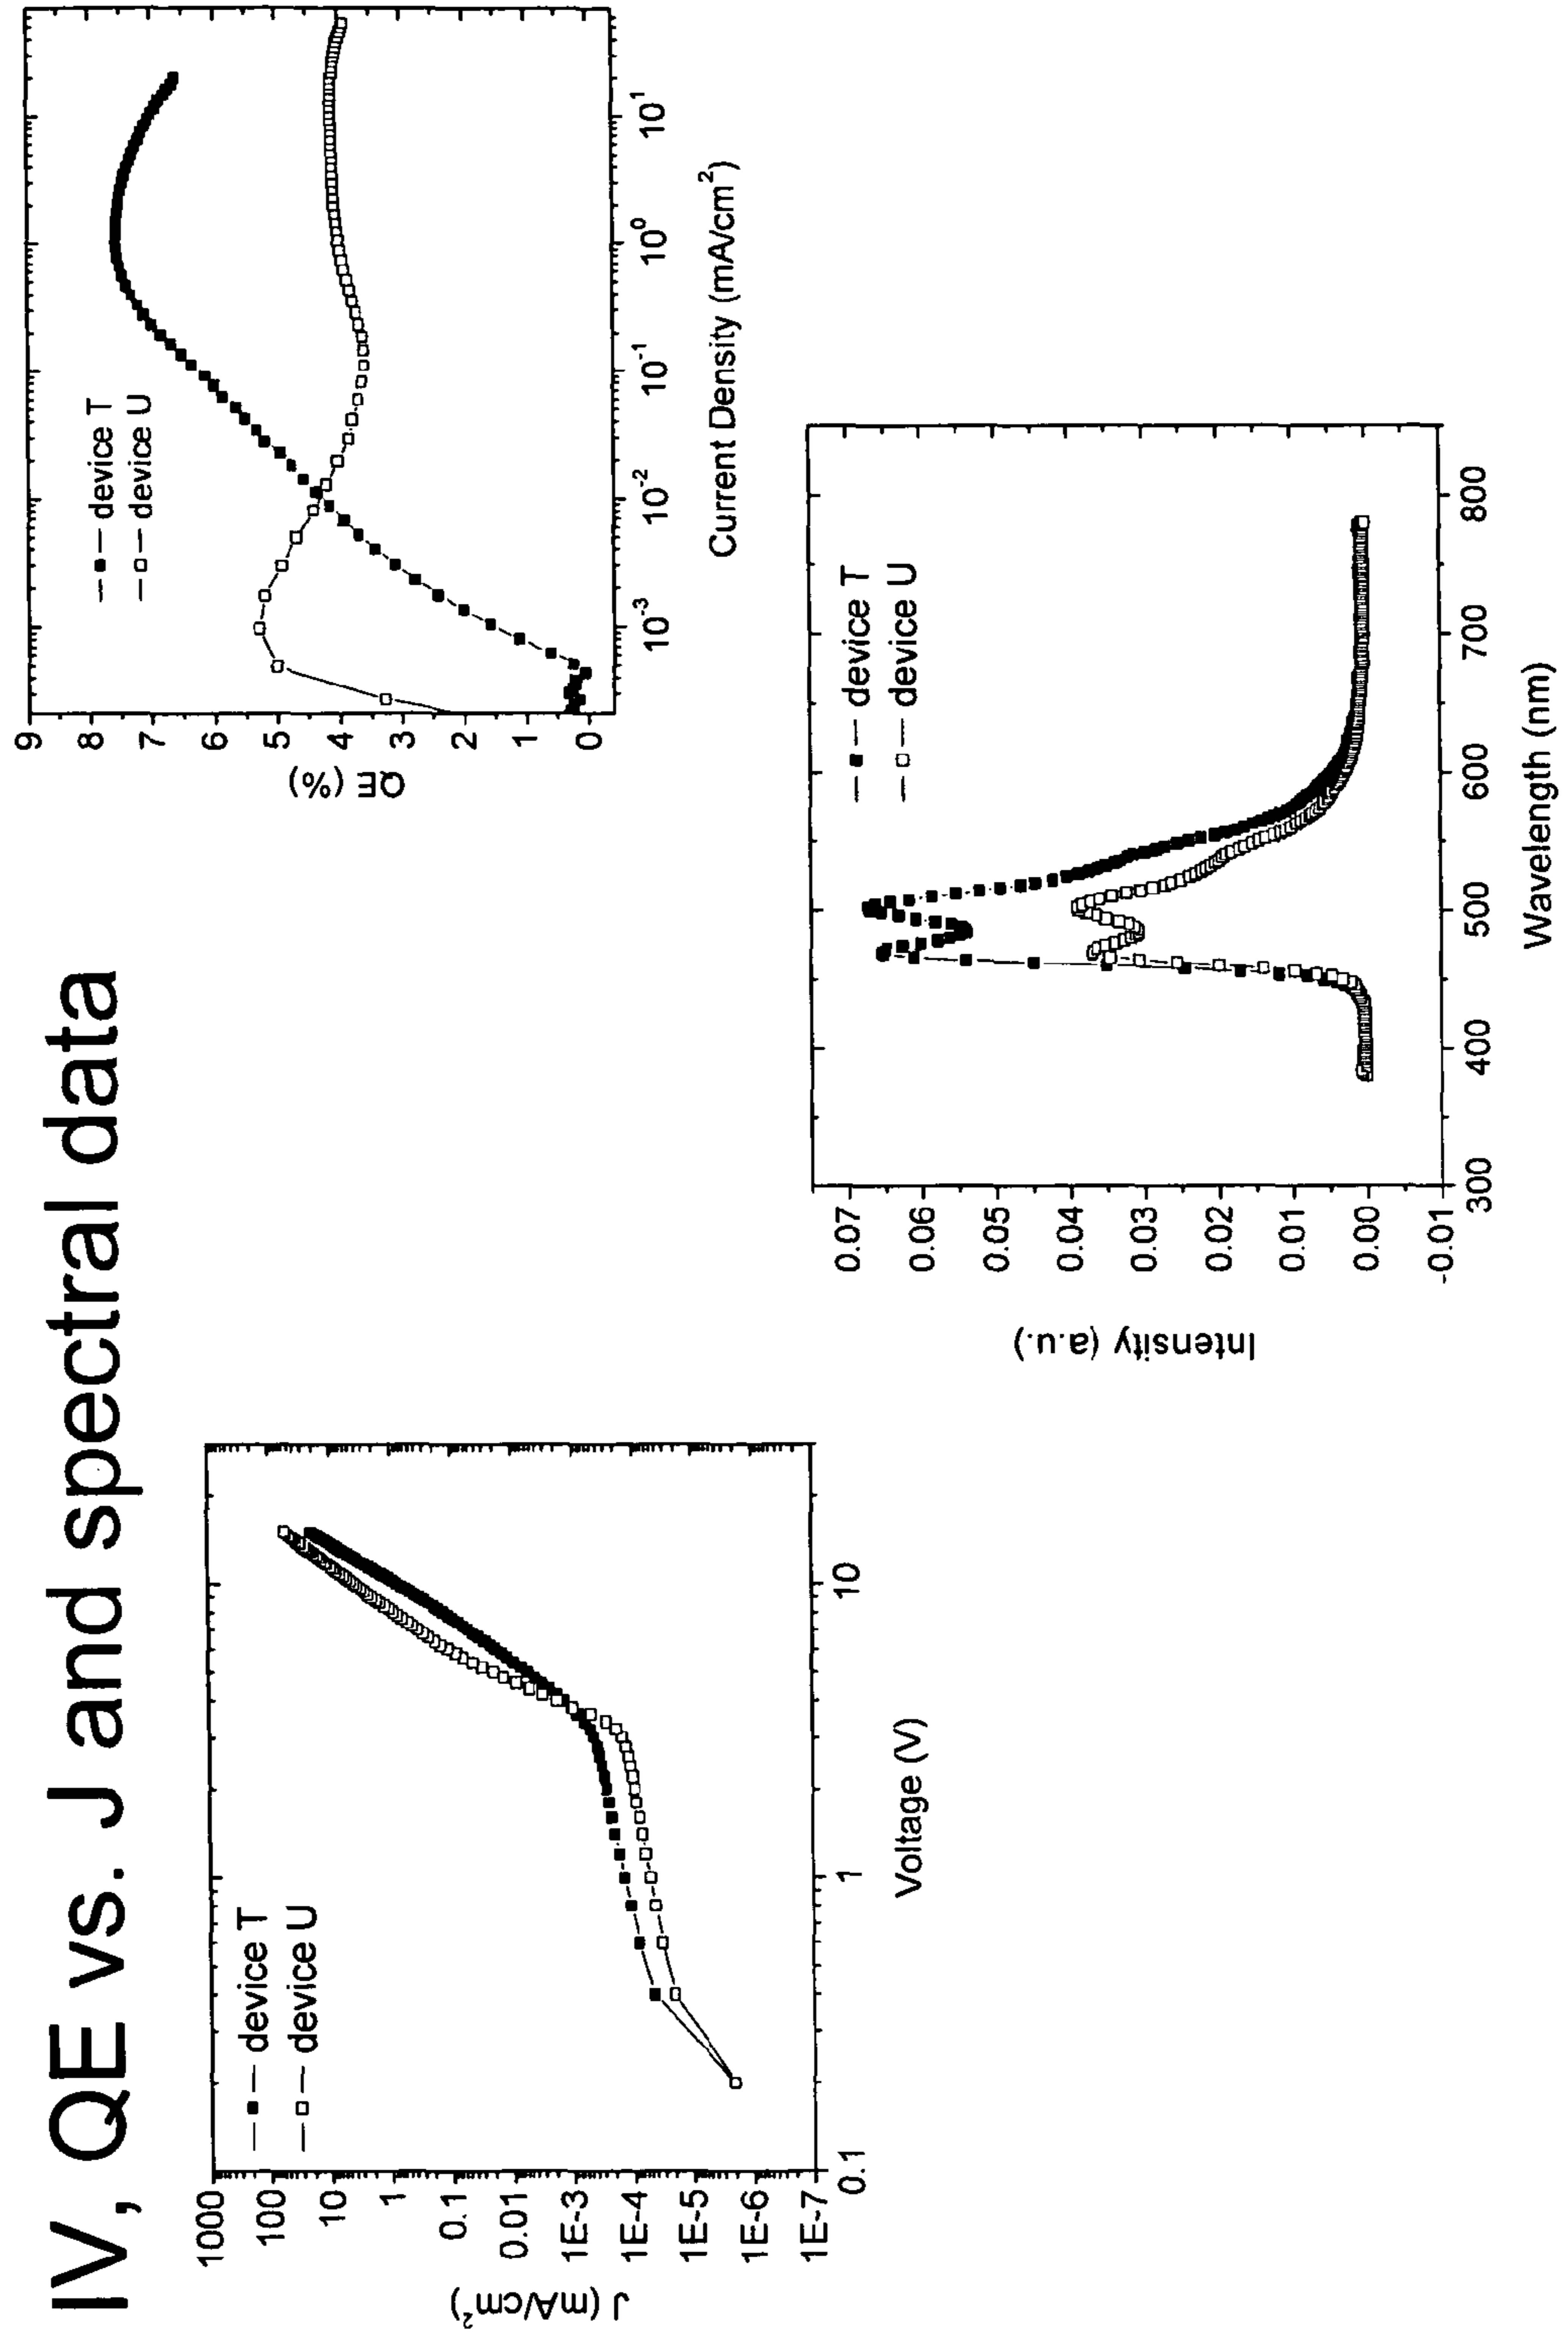 IV, QE vs. J and spectral data
1000
100
10
1
0.1
0.01
1E-3
1E-4
1E-5
1E-6
1E-7
J (mA/cm²)
device T
device U
0.1
1
10
Voltage (V)
9
8
7
6
5
4
3
2
1
0
QE (%)
device T
device U
10⁻³
10⁻²
10⁻¹
10⁰
10¹
Current Density (mA/cm²)
0.07
0.06
0.05
0.04
0.03
0.02
0.01
0.00
-0.01
Intensity (a.u.)
device T
device U
300
400
500
600
700
800
Wavelength (nm)